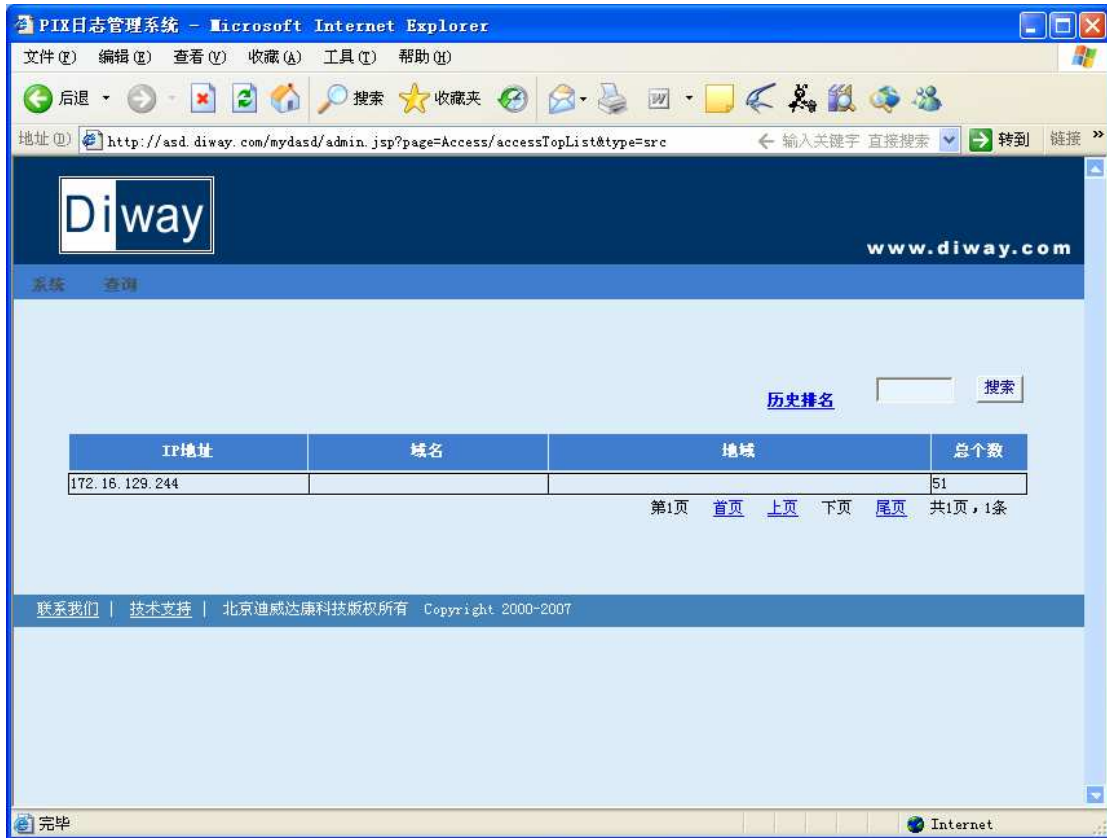 PIX日志管理系统 - Microsoft Internet Explorer
文件(F) 编辑(E) 查看(V) 收藏(A) 工具(T) 帮助(H)
后退 搜索 收藏夹
地址(D) http://asd.diway.com/mydasd/admin.jsp?page=Access/accessTopList&type=src 输入关键字 直接搜索 转到 链接 »
Diway
www.diway.com
系统 查询
历史排名 搜索
IP地址 域名 地域 总个数
172.16.129.244 51
第1页 首页 上页 下页 尾页 共1页,1条
联系我们 | 技术支持 | 北京迪威达康科技版权所有 Copyright 2000-2007
完毕 Internet